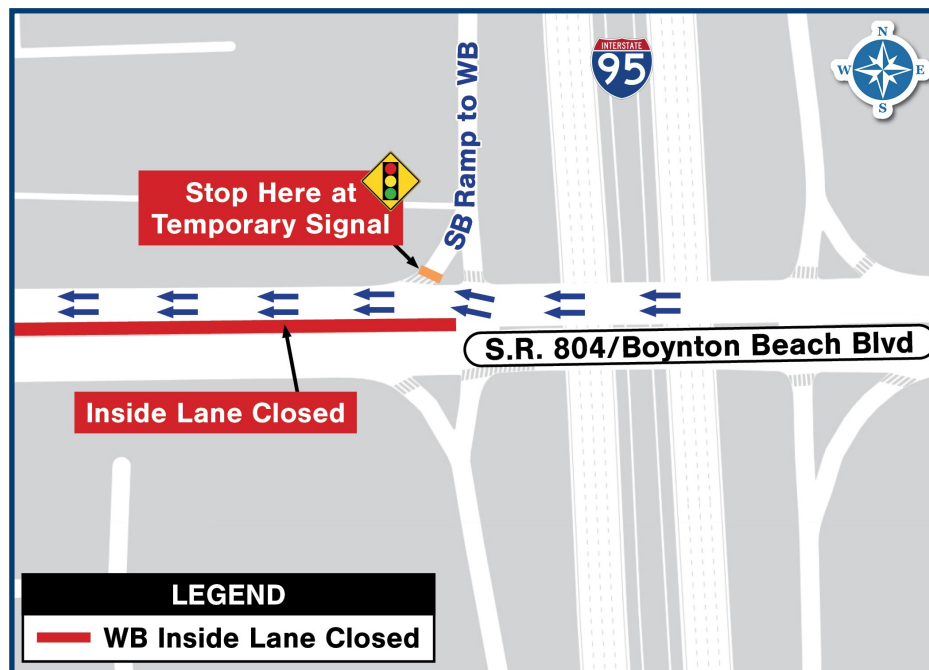 N
W
E
S
INTERSTATE
95
SB Ramp to WB
Stop Here at
Temporary Signal
S.R. 804/Boynton Beach Blvd
Inside Lane Closed
LEGEND
WB Inside Lane Closed